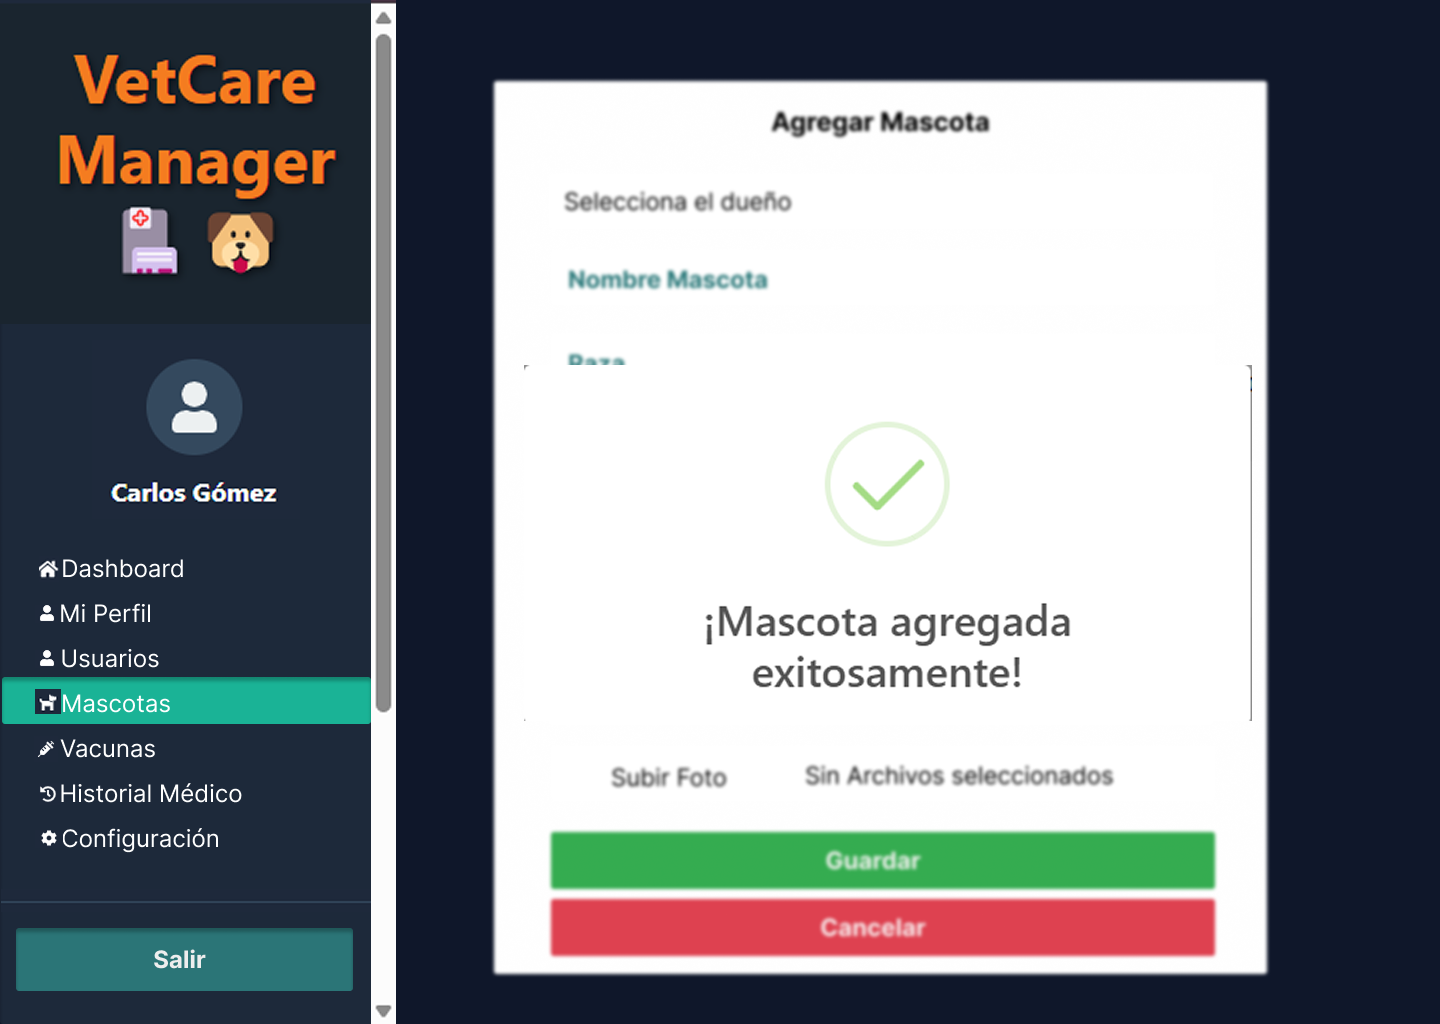 VetCare
Manager
Carlos Gómez
Dashboard
Mi Perfil
Usuarios
Mascotas
Vacunas
Historial Médico
Configuración
Salir
Agregar Mascota
Selecciona el dueño
Nombre Mascota
Raza
¡Mascota agregada
exitosamente!
Subir Foto
Sin Archivos seleccionados
Guardar
Cancelar